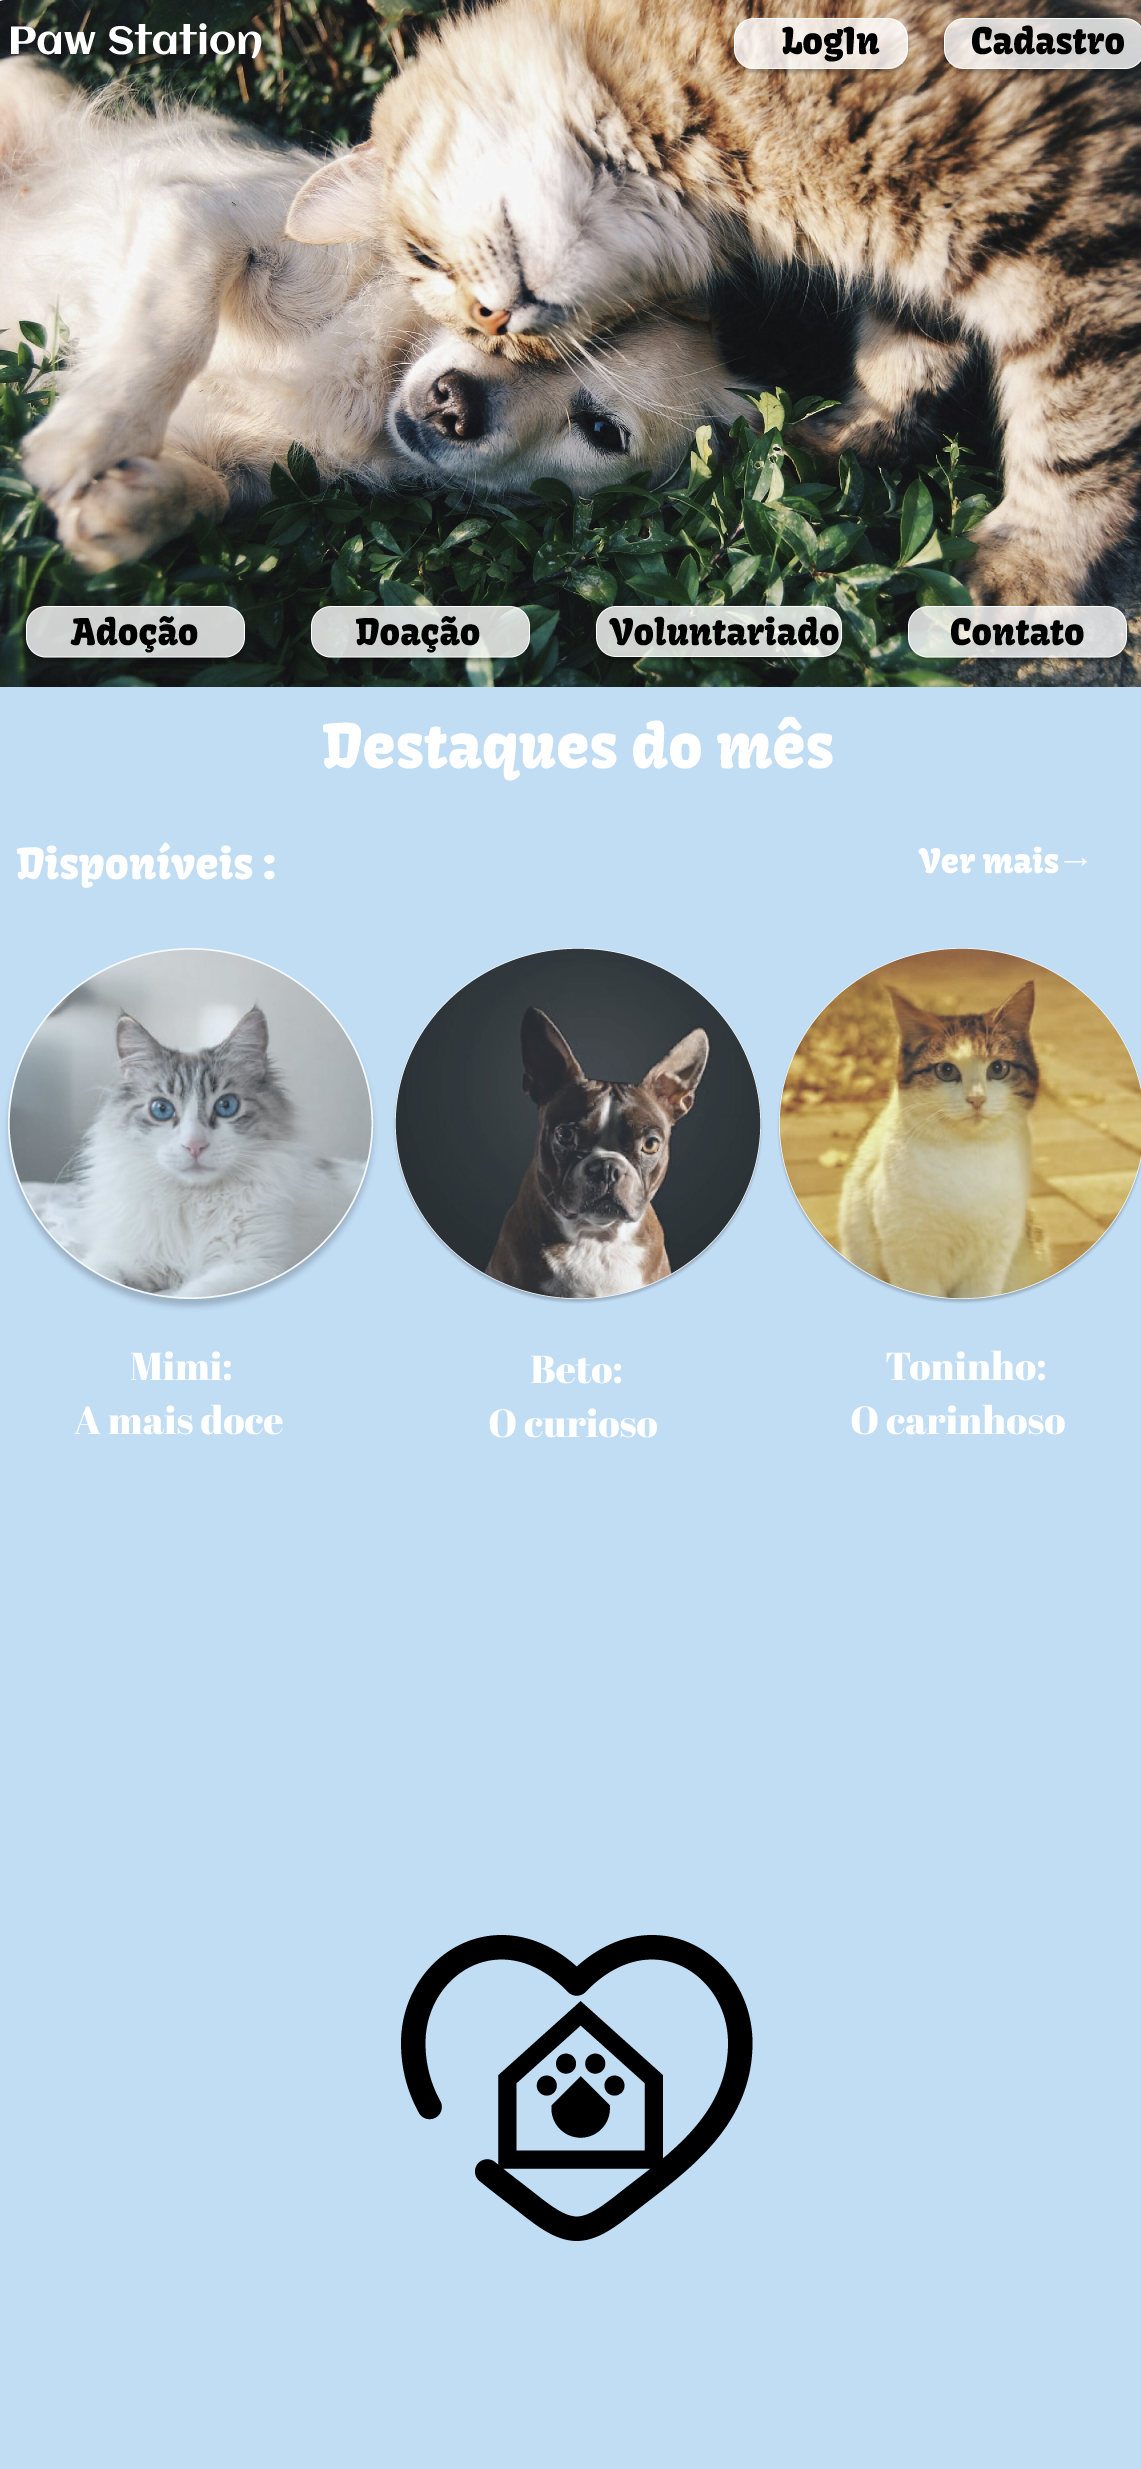 Paw Station
LogIn
Cadastro
Adoção
Doação
Voluntariado
Contato
Destaques do mês
Disponíveis :
Ver mais→
Mimi:
A mais doce
Beto:
O curioso
Toninho:
O carinhoso